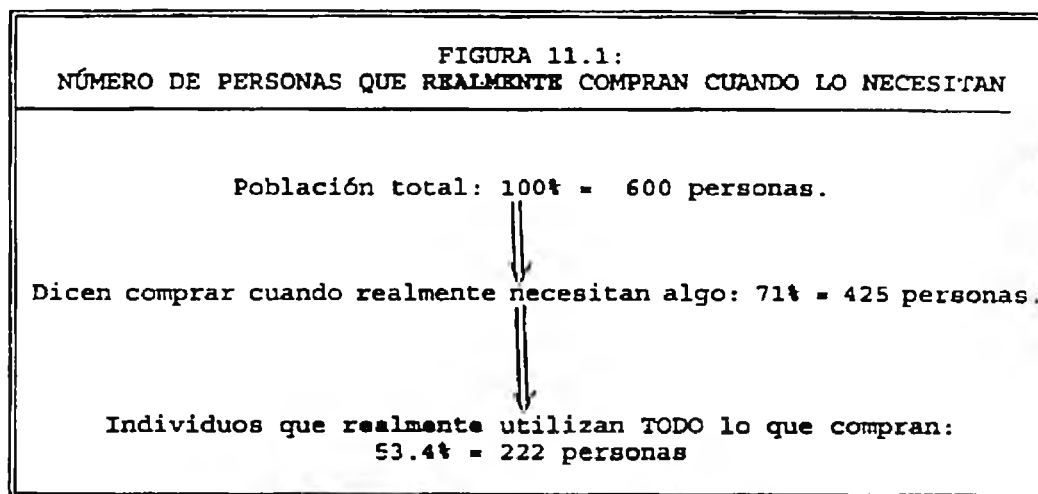 FIGURA 11.1:
NÚMERO DE PERSONAS QUE REALMENTE COMPRAN CUANDO LO NECESITAN
Población total: 100% = 600 personas.
Dicen comprar cuando realmente necesitan algo: 71% = 425 personas.
Individuos que realmente utilizan TODO lo que compran:
53.4% = 222 personas